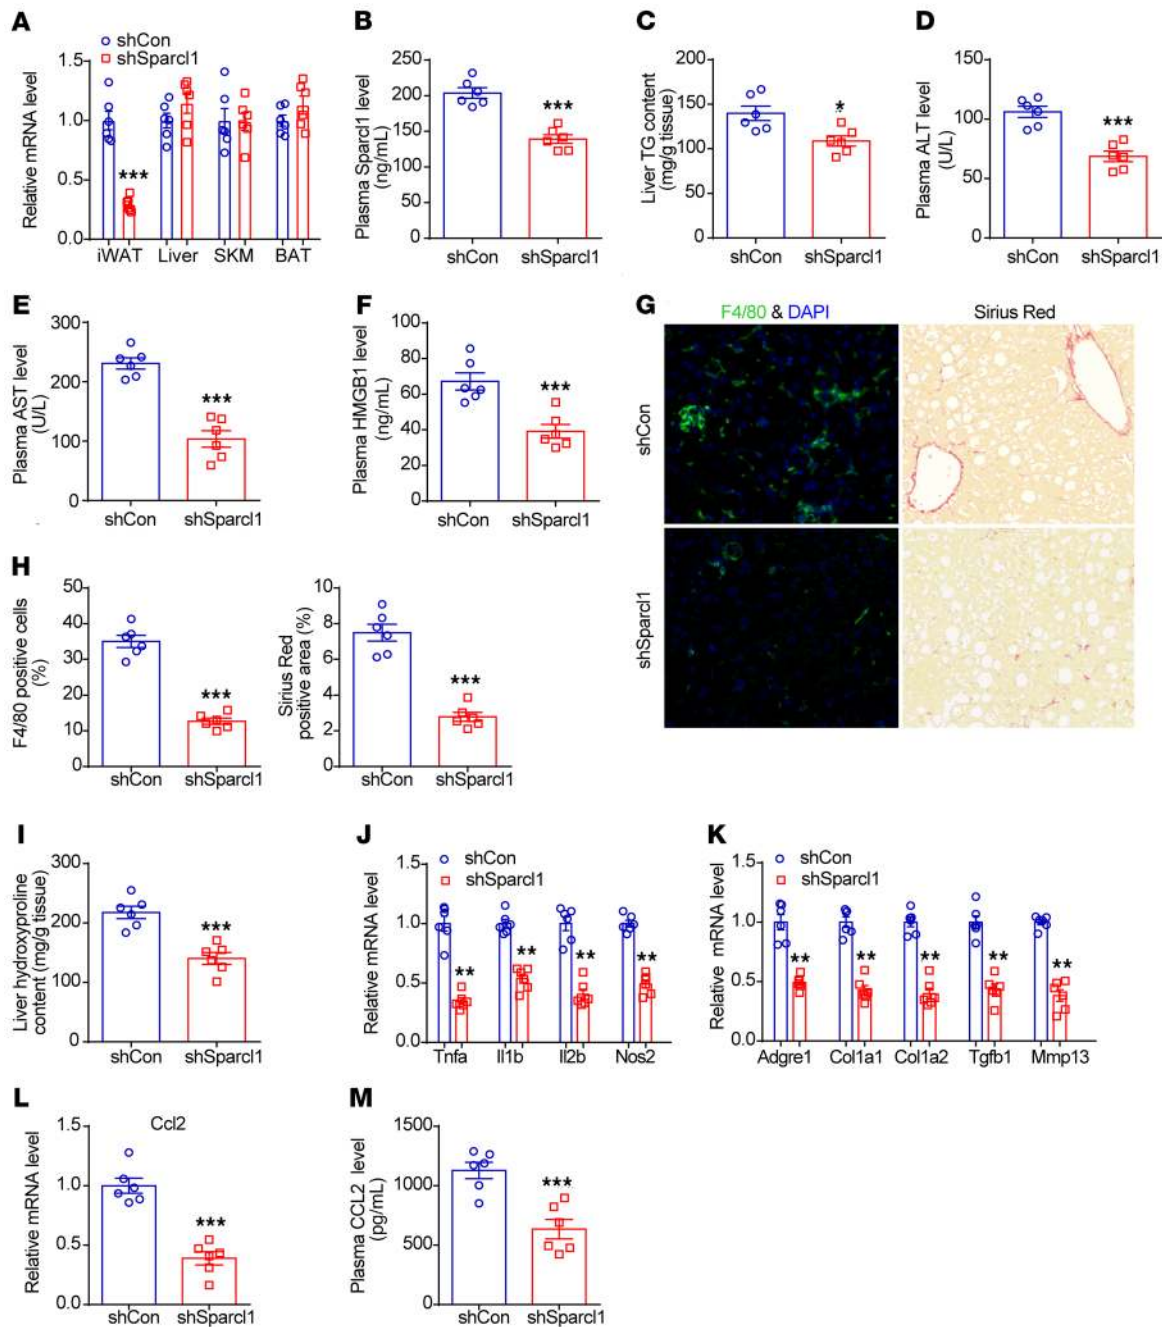 A
shCon
shSparcl1
Relative mRNA level
1.5
1.0
0.5
0.0
***
iWAT Liver SKM BAT
B
Plasma Sparcl1 level
(ng/mL)
250
200
150
100
50
0
***
shCon shSparcl1
C
Liver TG content
(mg/g tissue)
200
150
100
50
0
*
shCon shSparcl1
D
Plasma ALT level
(U/L)
150
100
50
0
***
shCon shSparcl1
E
Plasma AST level
(U/L)
300
200
100
0
***
shCon shSparcl1
F
Plasma HMGB1 level
(ng/mL)
100
80
60
40
20
0
***
shCon shSparcl1
G
F4/80 & DAPI Sirius Red
shCon
shSparcl1
H
F4/80 positive cells
(%)
50
40
30
20
10
0
***
shCon shSparcl1
Sirius Red
positive area (%)
10
8
6
4
2
0
***
shCon shSparcl1
I
Liver hydroxyproline
content (mg/g tissue)
300
200
100
0
***
shCon shSparcl1
J
shCon
shSparcl1
Relative mRNA level
1.5
1.0
0.5
0.0
** ** ** **
Tnfa Il1b Il2b Nos2
K
shCon
shSparcl1
Relative mRNA level
1.5
1.0
0.5
0.0
** ** ** ** **
Adgre1 Col1a1 Col1a2 Tgfb1 Mmp13
L
Ccl2
Relative mRNA level
1.5
1.0
0.5
0.0
***
shCon shSparcl1
M
Plasma CCL2 level
(pg/mL)
1500
1000
500
0
***
shCon shSparcl1